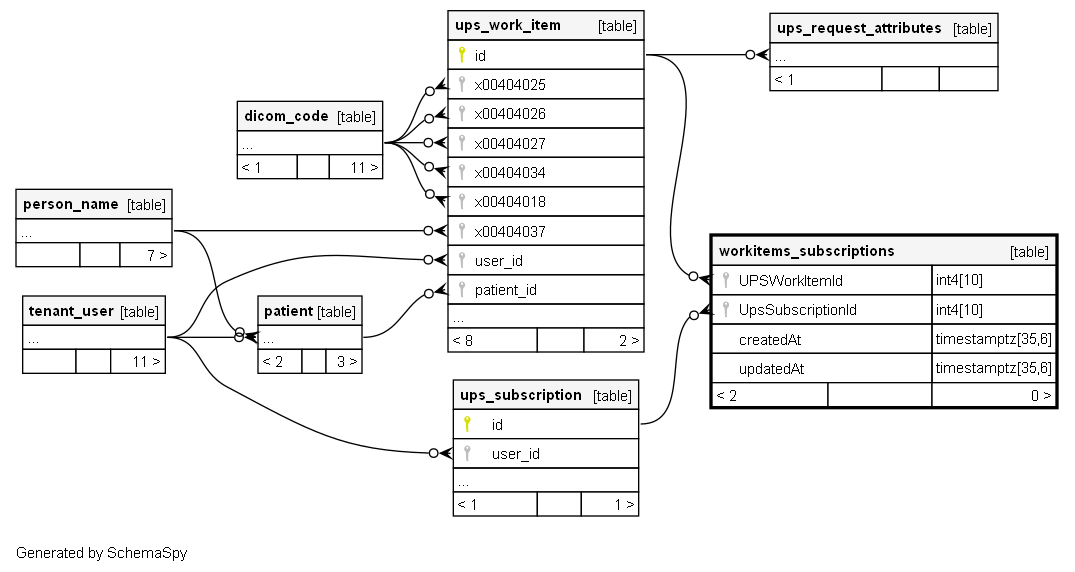 ups_work_item [table]
id
x00404025
x00404026
x00404027
x00404034
x00404018
x00404037
user_id
patient_id
...
< 8 2 >
ups_request_attributes [table]
...
< 1
dicom_code [table]
...
< 1 11 >
person_name [table]
...
7 >
tenant_user [table]
...
11 >
patient [table]
...
< 2 3 >
workitems_subscriptions [table]
UPSWorkItemId int4[10]
UpsSubscriptionId int4[10]
createdAt timestamptz[35,6]
updatedAt timestamptz[35,6]
< 2 0 >
ups_subscription [table]
id
user_id
...
< 1 1 >
Generated by SchemaSpy